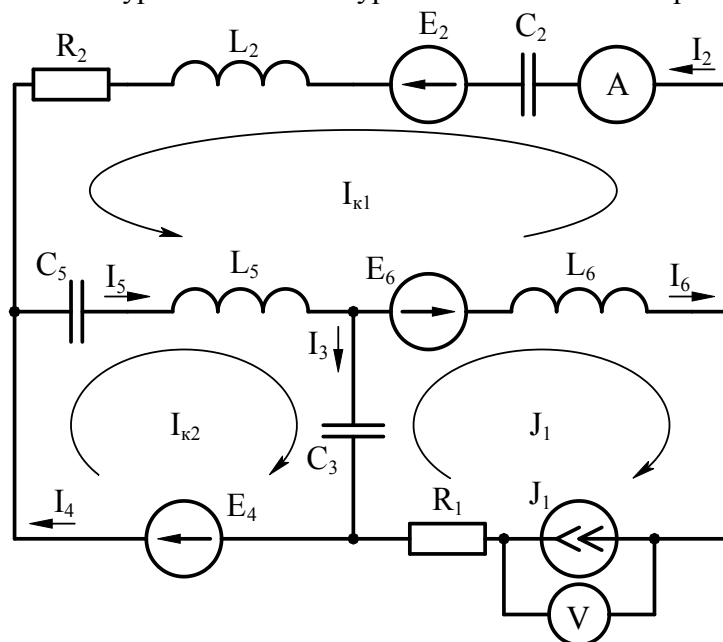 E₂ C₂
R₂ L₂ I₂
A
Iк1
C₅ I₅ L₅ E₆ L₆ I₆
I₃
Iк2 J₁
C₃
I₄ E₄ R₁ J₁
V